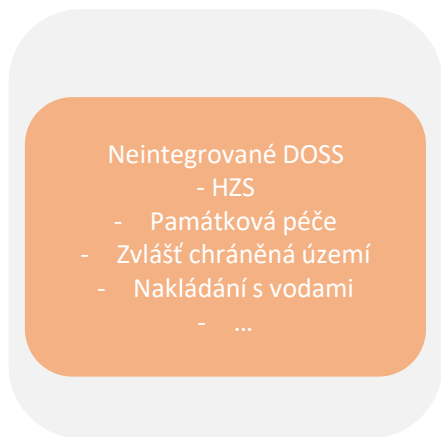 Neintegrované DOSS
- HZS
- Památková péče
- Zvlášť chráněná území
- Nakládání s vodami
- ...